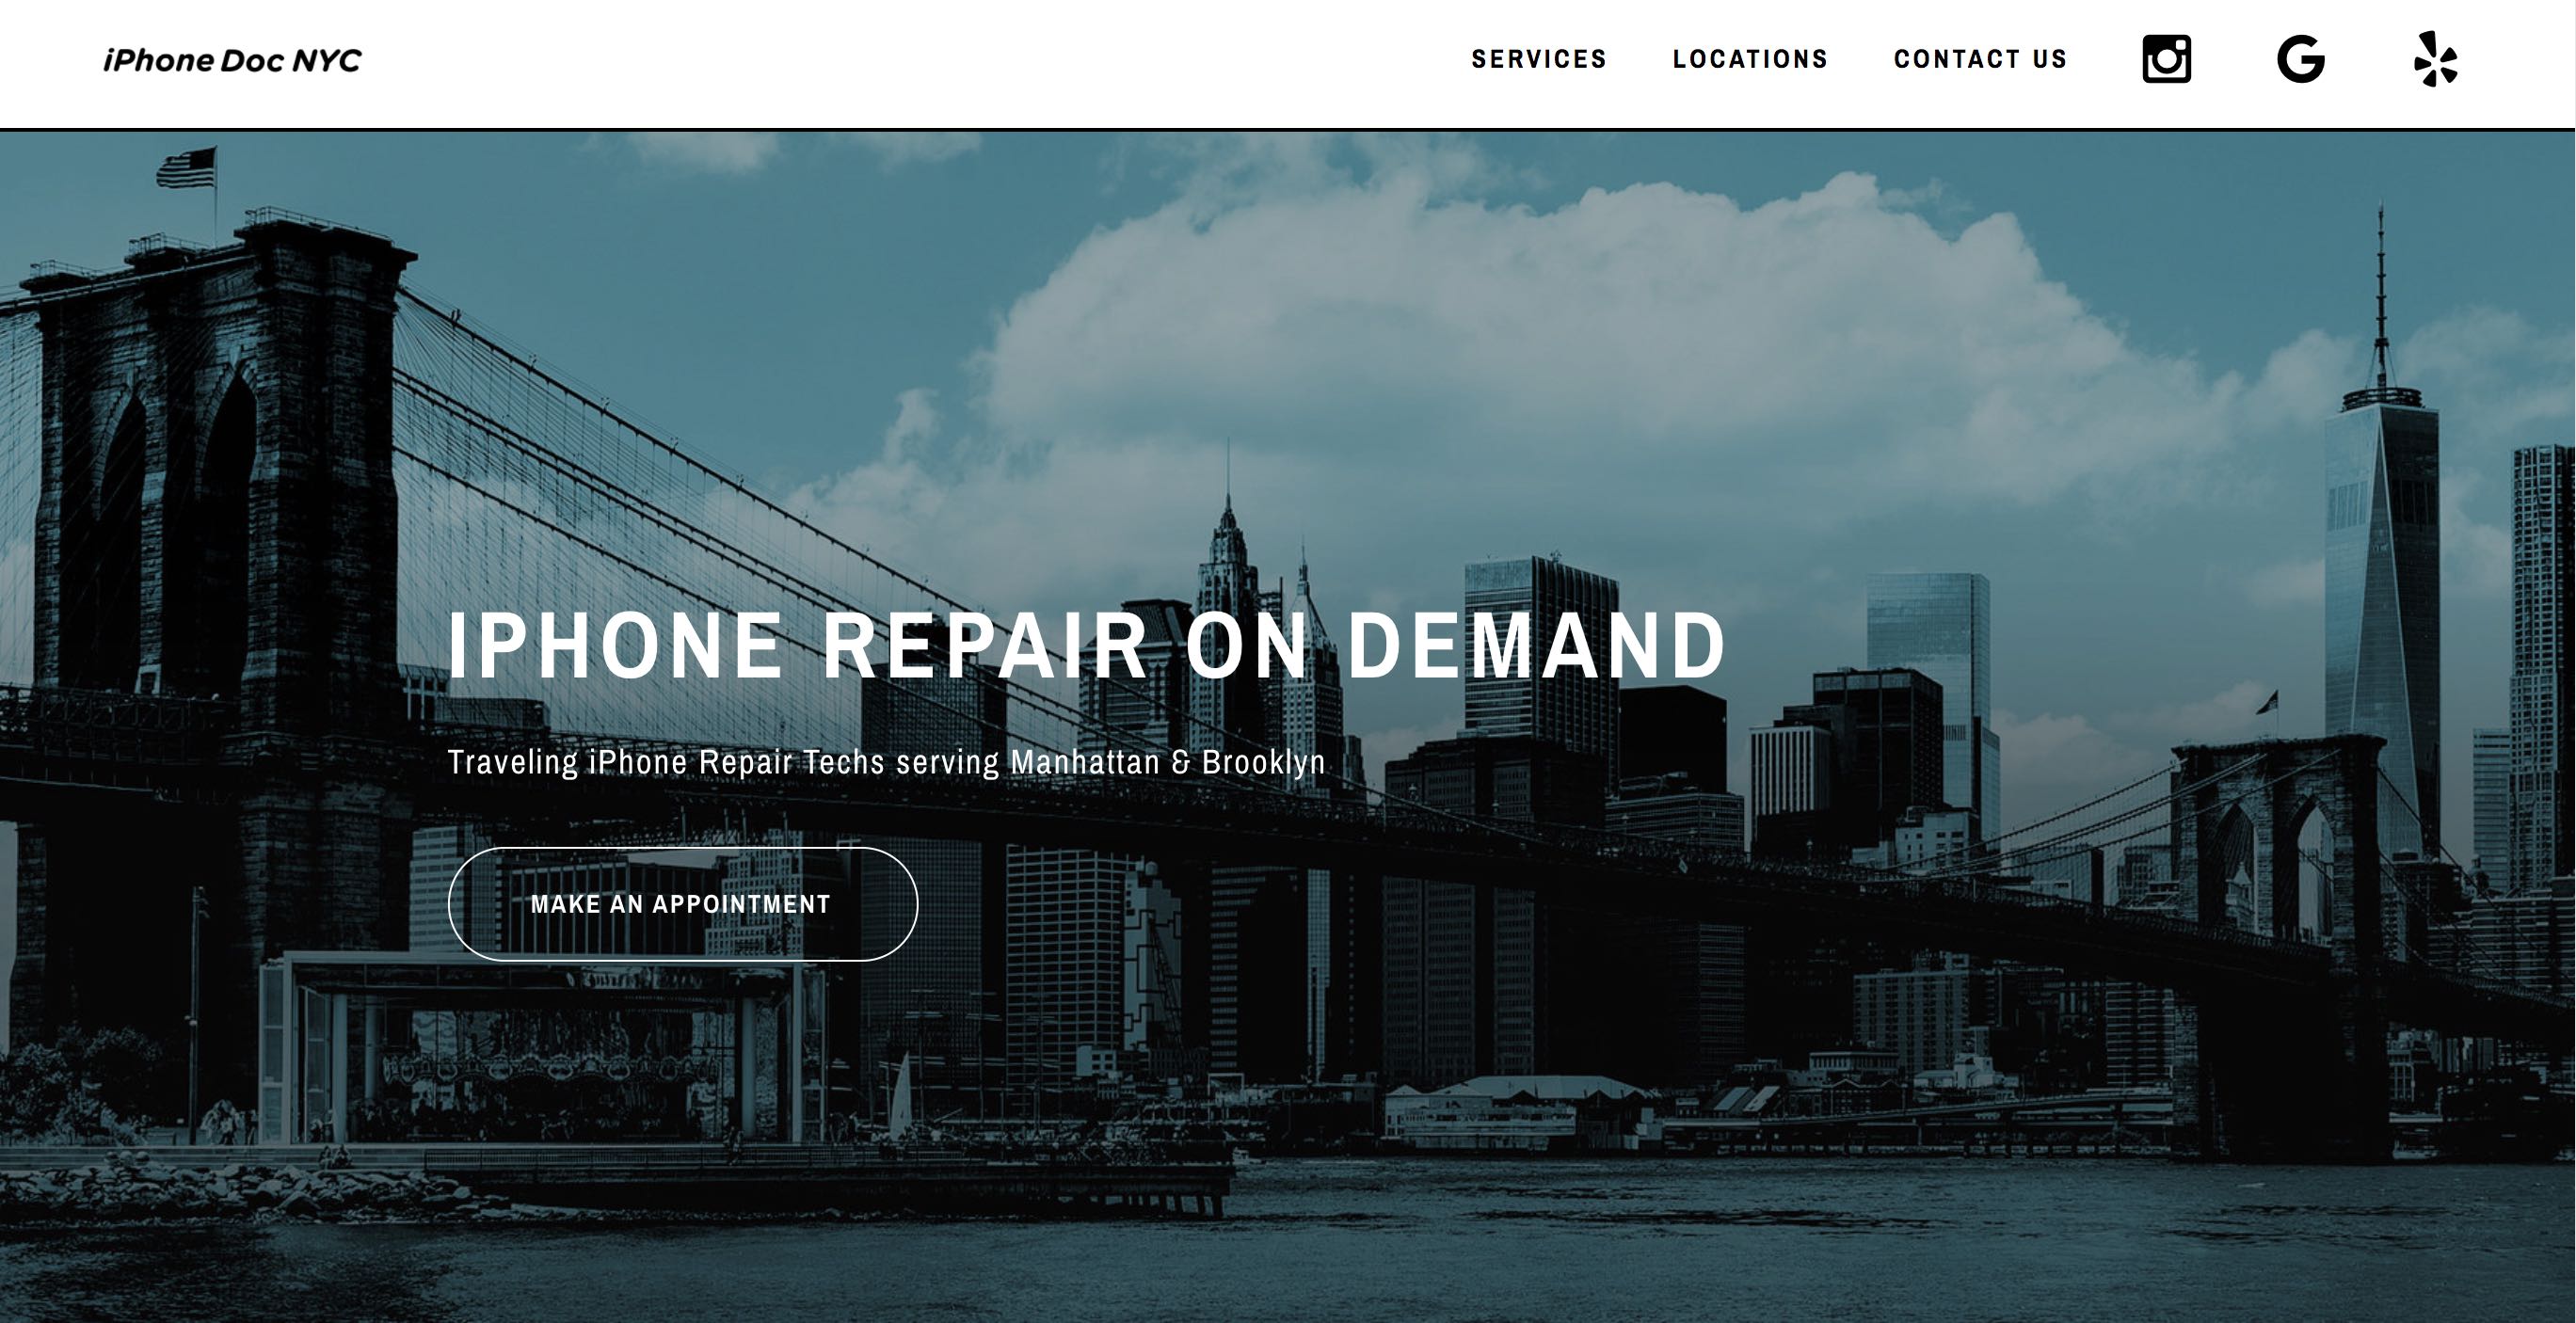 iPhone Doc NYC
SERVICES LOCATIONS CONTACT US
IPHONE REPAIR ON DEMAND
Traveling iPhone Repair Techs serving Manhattan & Brooklyn
MAKE AN APPOINTMENT